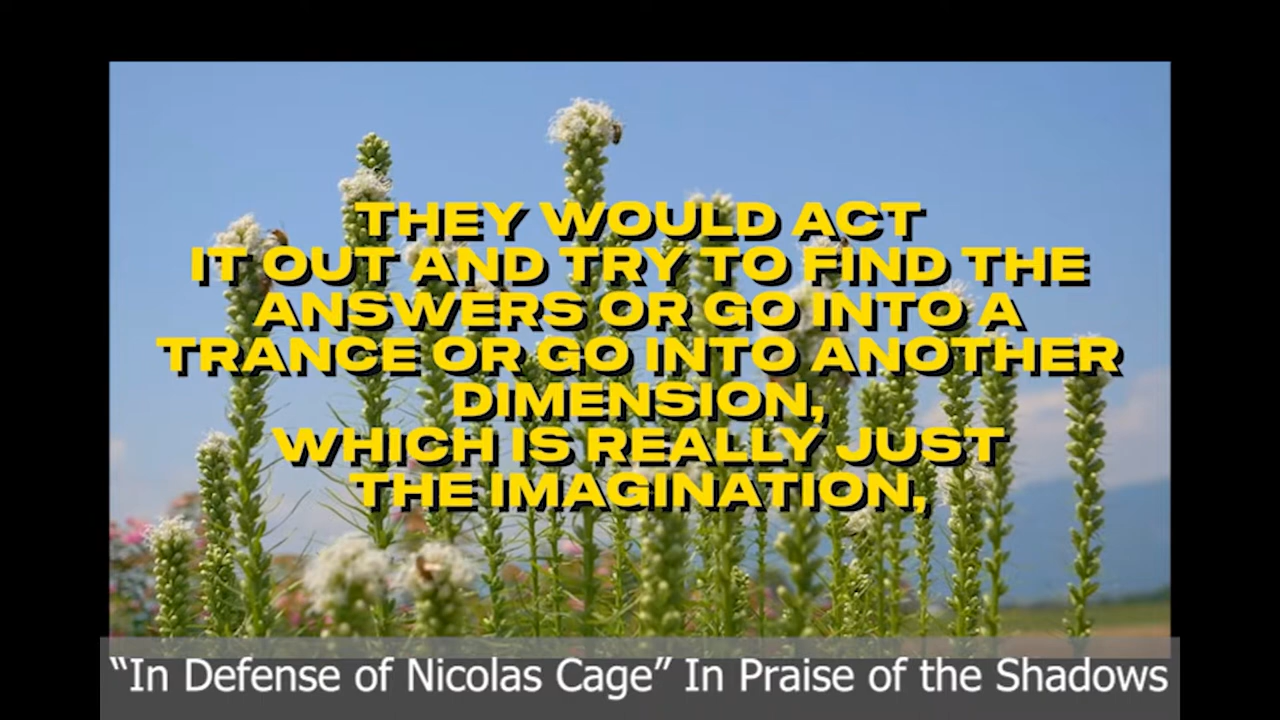 THEY WOULD ACT
IT OUT AND TRY TO FIND THE
ANSWERS OR GO INTO A
TRANCE OR GO INTO ANOTHER
DIMENSION,
WHICH IS REALLY JUST
THE IMAGINATION,
“In Defense of Nicolas Cage” In Praise of the Shadows